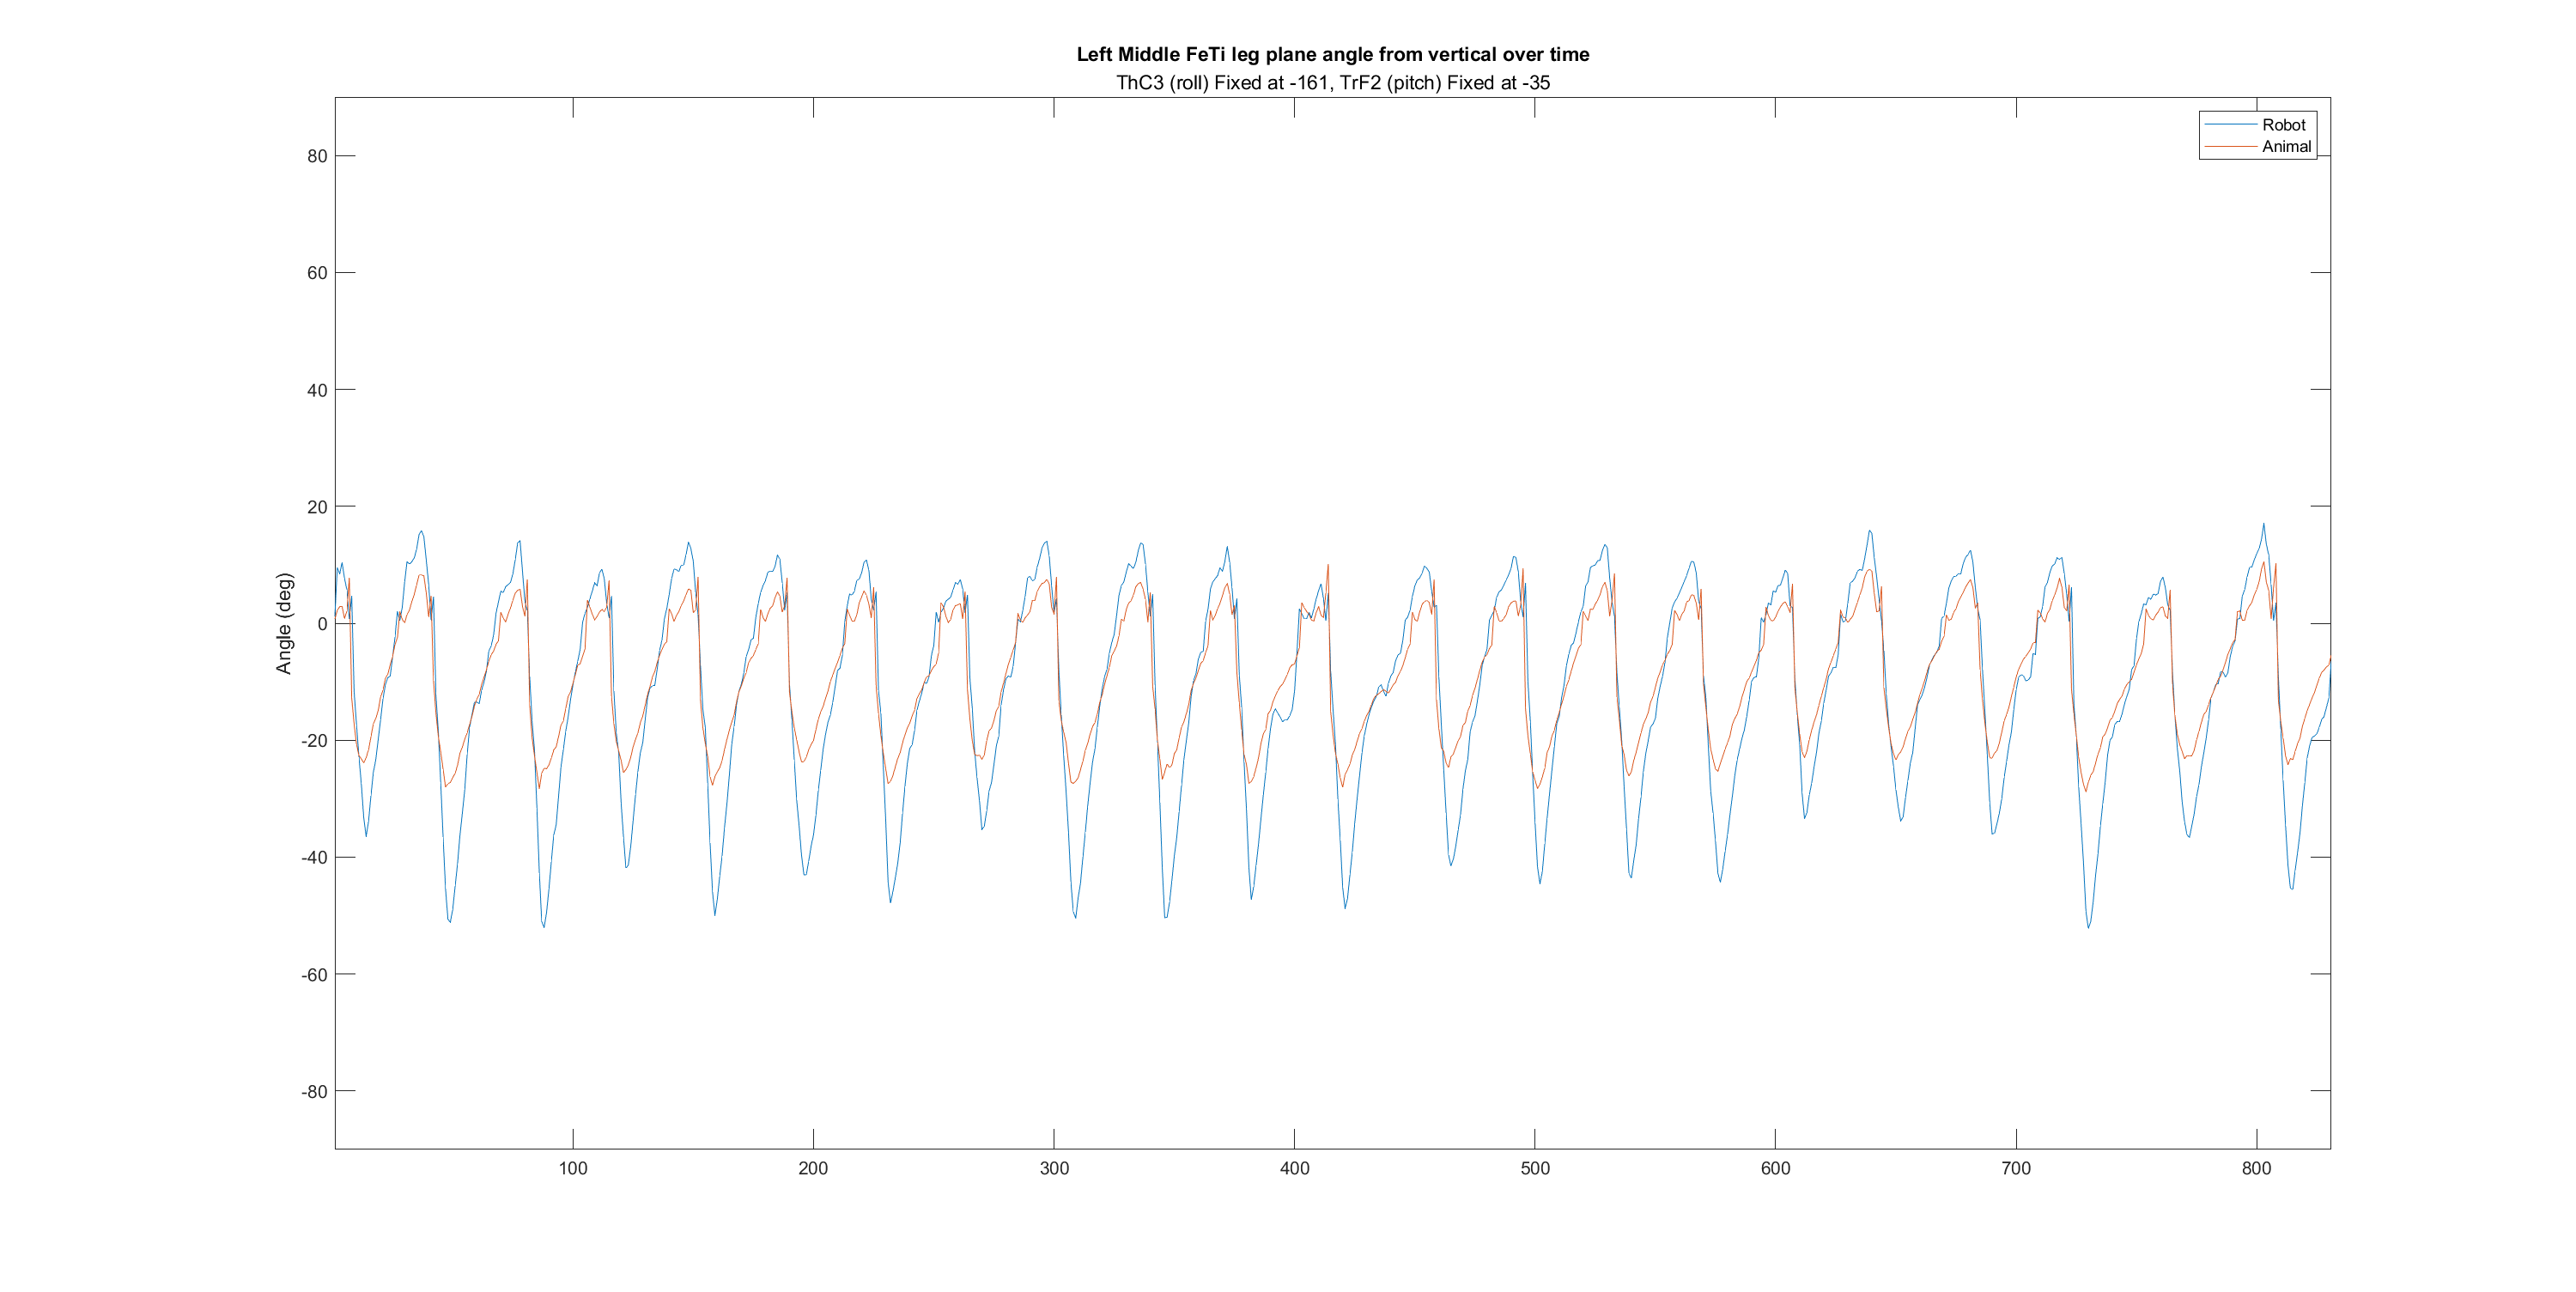 Left Middle FeTi leg plane angle from vertical over time
ThC3 (roll) Fixed at -161, TrF2 (pitch) Fixed at -35
Robot
Animal
80
60
40
20
0
-20
-40
-60
-80
Angle (deg)
100 200 300 400 500 600 700 800